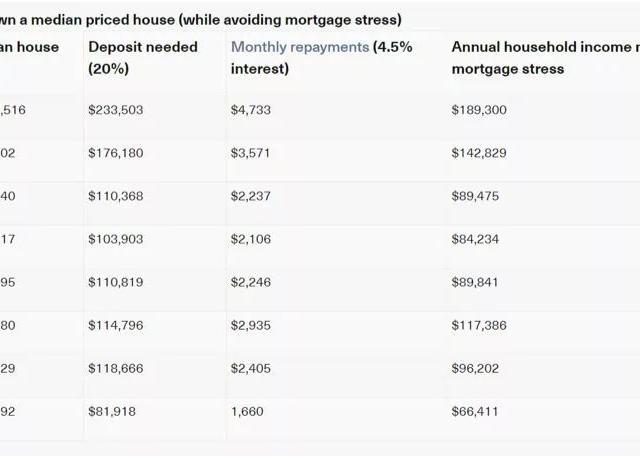 wn a median priced house (while avoiding mortgage stress)
an house Deposit needed Monthly repayments (4.5% Annual household income
(20%) interest) mortgage stress
,516 $233,503 $4,733 $189,300
02 $176,180 $3,571 $142,829
40 $110,368 $2,237 $89,475
17 $103,903 $2,106 $84,234
95 $110,819 $2,246 $89,841
80 $114,796 $2,935 $117,386
29 $118,666 $2,405 $96,202
92 $81,918 1,660 $66,411